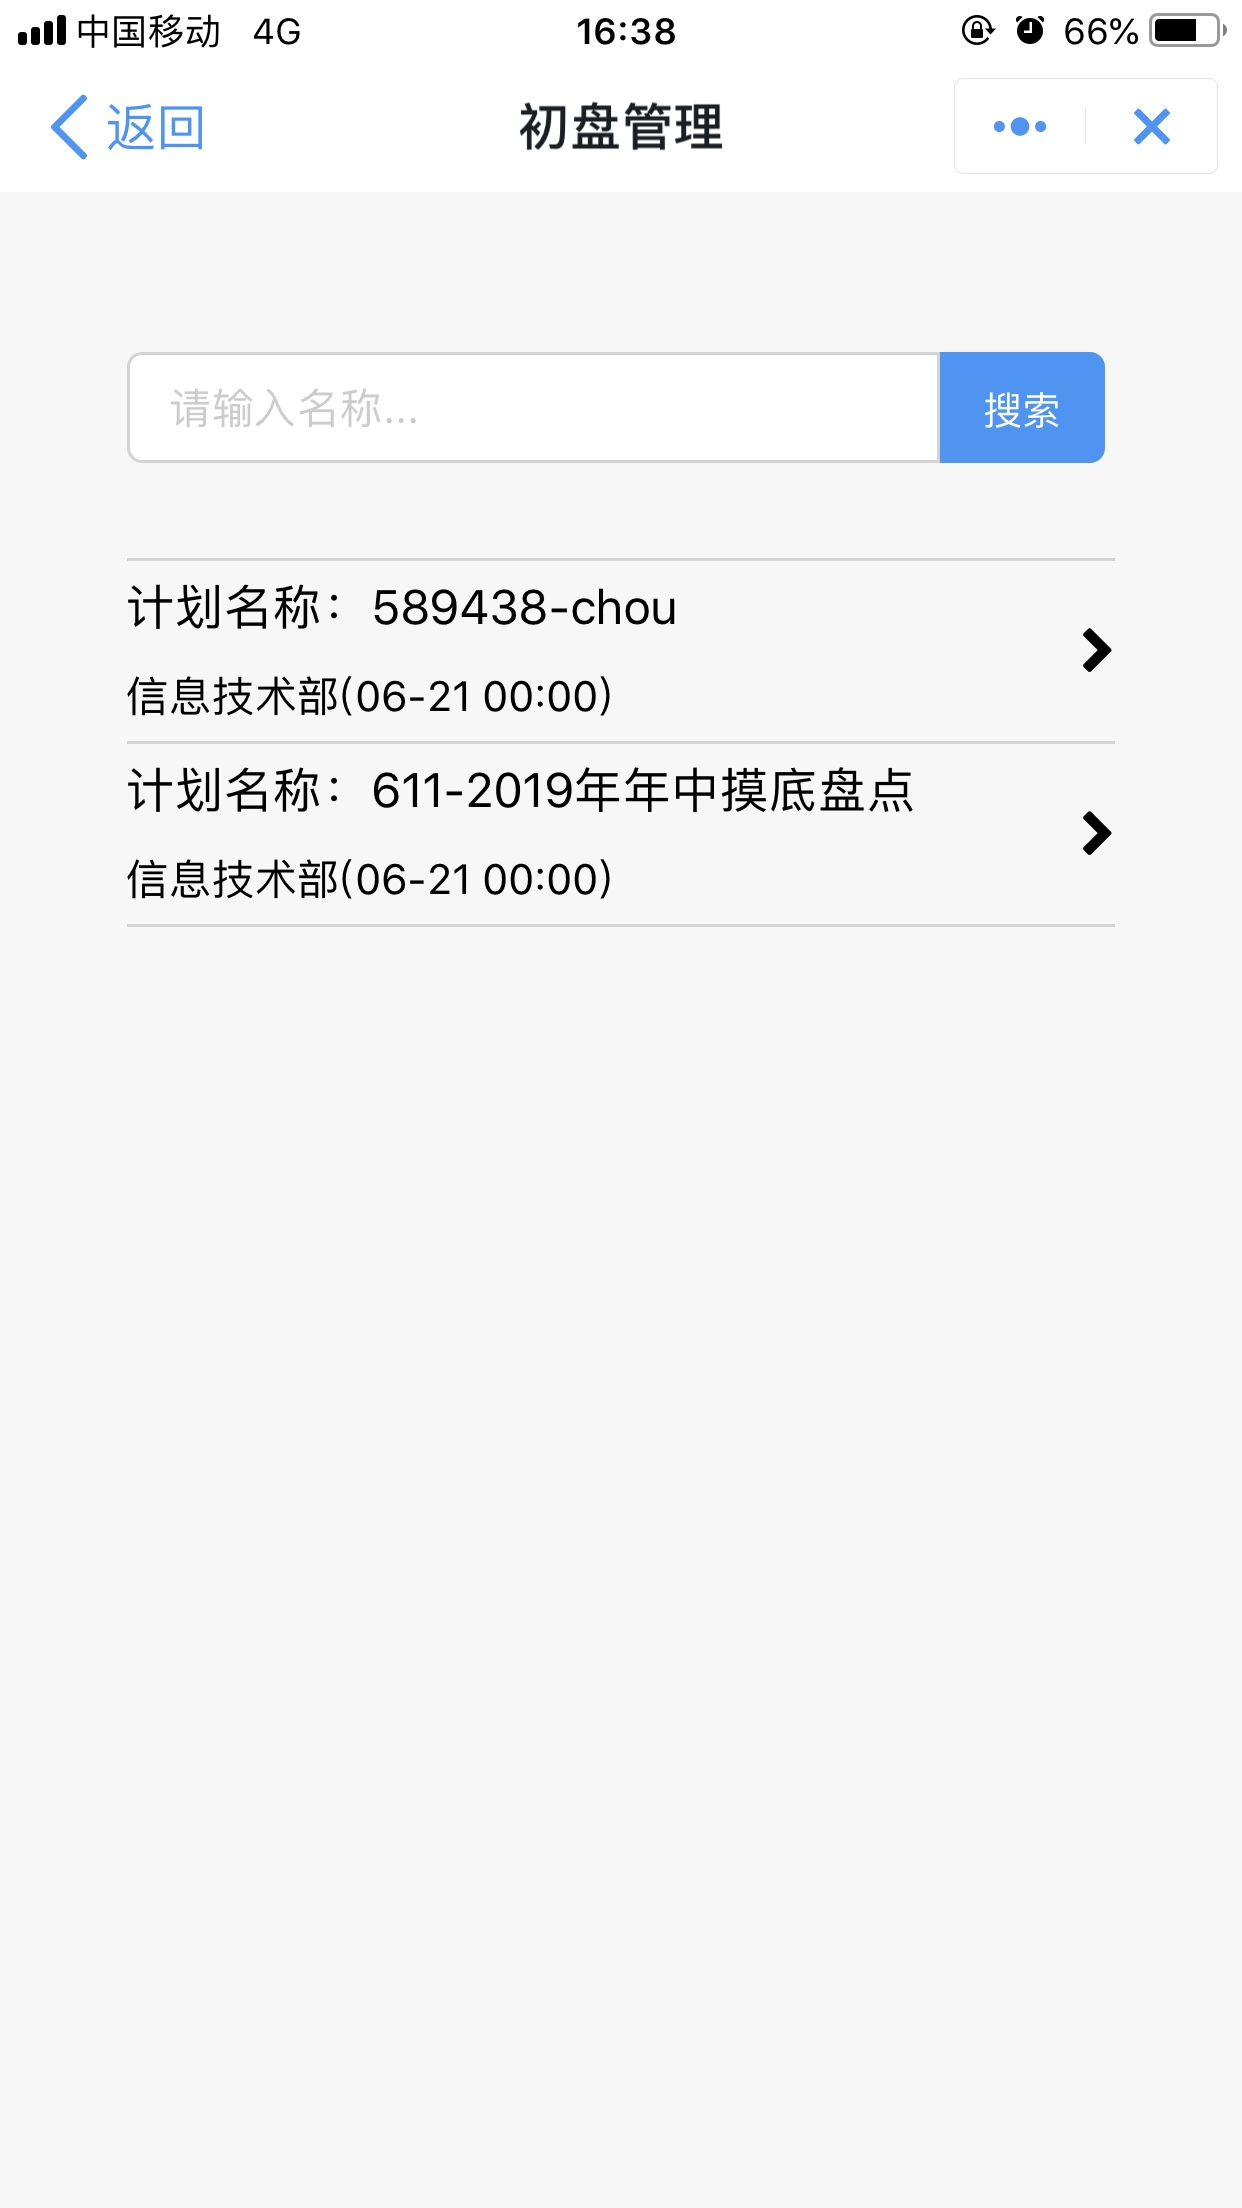 中国移动 4G 16:38 66%
返回 初盘管理
请输入名称... 搜索
计划名称：589438-chou
信息技术部(06-21 00:00)
计划名称：611-2019年年中摸底盘点
信息技术部(06-21 00:00)